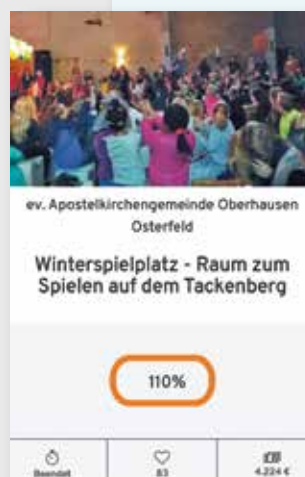 ev. Apostelkirchengemeinde Oberhausen
Osterfeld
Winterspielplatz - Raum zum
Spielen auf dem Tackenberg
110%
Beendet
83
4.224 €